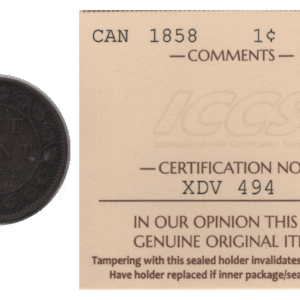 CAN 1858 1¢
— COMMENTS —
ICCS
— CERTIFICATION NO
XDV 494
IN OUR OPINION THIS
GENUINE ORIGINAL ITE
Tampering with this sealed holder invalidates
Have holder replaced if inner package/sea